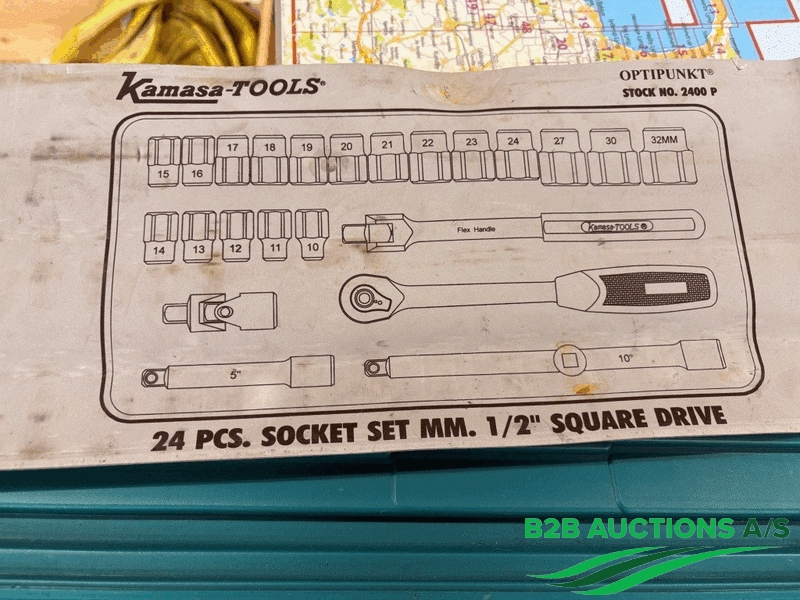 Kamasa-TOOLS®
OPTIPUNKT®
STOCK NO. 2400 P
15 16 17 18 19 20 21 22 23 24 27 30 32MM
14 13 12 11 10
Flex Handle
Kamasa-TOOLS®
5"
10"
24 PCS. SOCKET SET MM. 1/2" SQUARE DRIVE
B2B AUCTIONS A/S